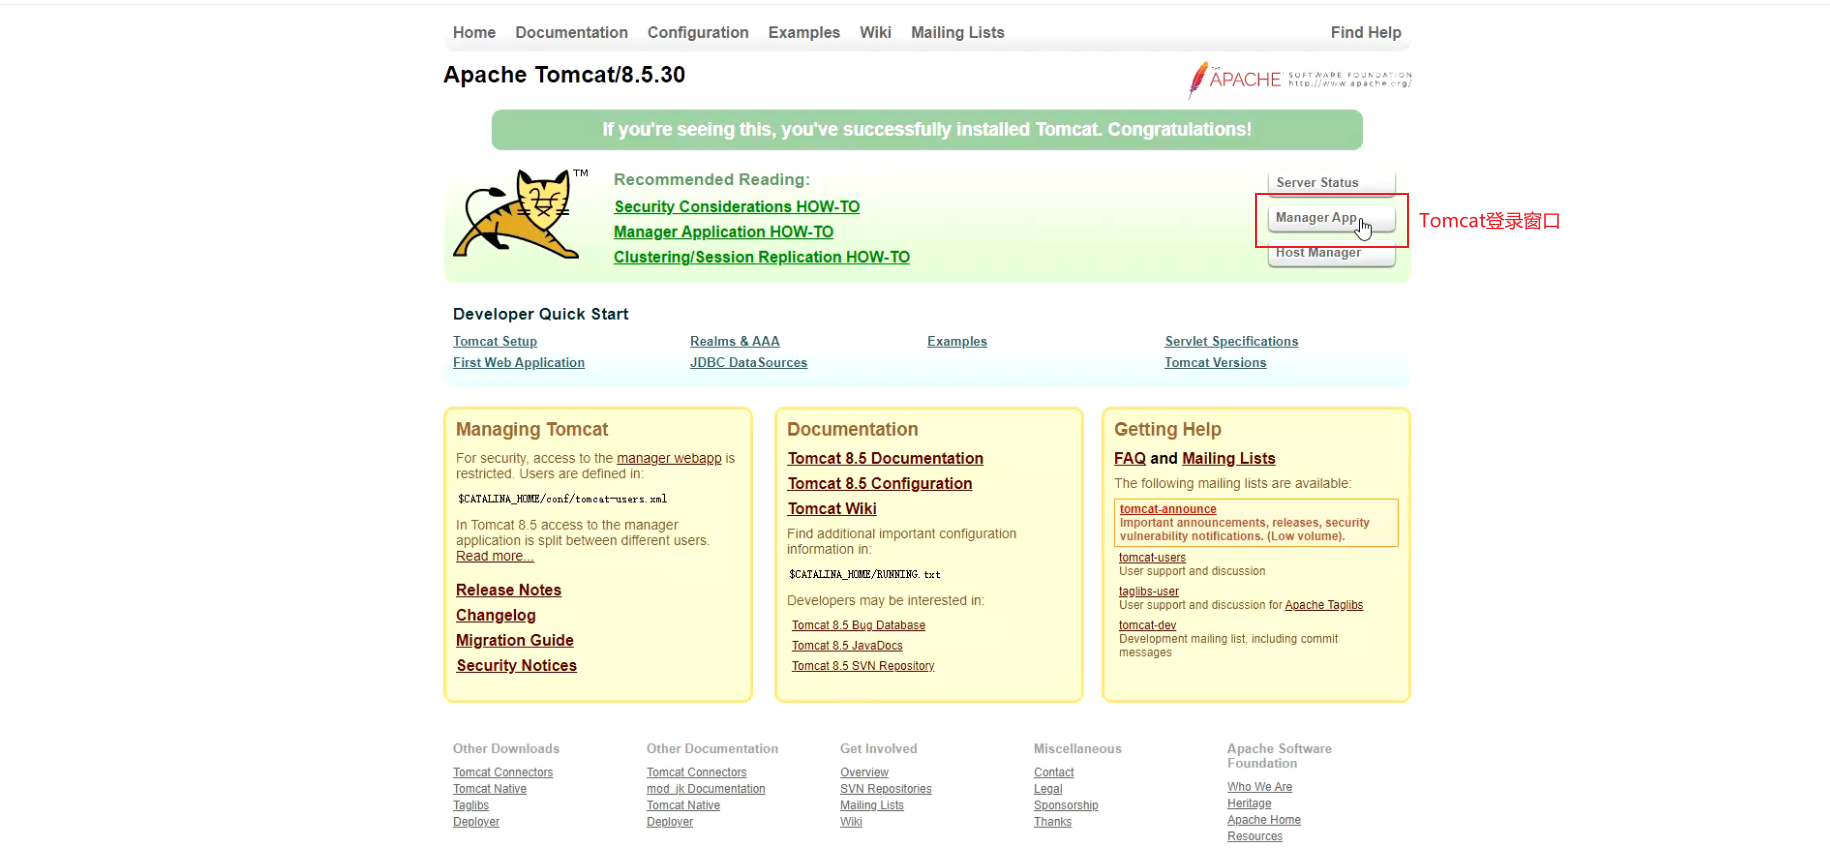 Home Documentation Configuration Examples Wiki Mailing Lists Find Help
Apache Tomcat/8.5.30
THE APACHE SOFTWARE FOUNDATION
http://www.apache.org/
If you're seeing this, you've successfully installed Tomcat. Congratulations!
TM
Recommended Reading:
Security Considerations HOW-TO
Manager Application HOW-TO
Clustering/Session Replication HOW-TO
Server Status
Manager App
Host Manager
Tomcat登录窗口
Developer Quick Start
Tomcat Setup
First Web Application
Realms & AAA
JDBC DataSources
Examples
Servlet Specifications
Tomcat Versions
Managing Tomcat
For security, access to the manager webapp is
restricted. Users are defined in:
$CATALINA_HOME/conf/tomcat-users.xml
In Tomcat 8.5 access to the manager
application is split between different users.
Read more...
Release Notes
Changelog
Migration Guide
Security Notices
Documentation
Tomcat 8.5 Documentation
Tomcat 8.5 Configuration
Tomcat Wiki
Find additional important configuration
information in:
$CATALINA_HOME/RUNNING.txt
Developers may be interested in:
Tomcat 8.5 Bug Database
Tomcat 8.5 JavaDocs
Tomcat 8.5 SVN Repository
Getting Help
FAQ and Mailing Lists
The following mailing lists are available:
tomcat-announce
Important announcements, releases, security
vulnerability notifications. (Low volume).
tomcat-users
User support and discussion
taglibs-user
User support and discussion for Apache Taglibs
tomcat-dev
Development mailing list, including commit
messages
Other Downloads
Tomcat Connectors
Tomcat Native
Taglibs
Deployer
Other Documentation
Tomcat Connectors
mod_jk Documentation
Tomcat Native
Deployer
Get Involved
Overview
SVN Repositories
Mailing Lists
Wiki
Miscellaneous
Contact
Legal
Sponsorship
Thanks
Apache Software
Foundation
Who We Are
Heritage
Apache Home
Resources